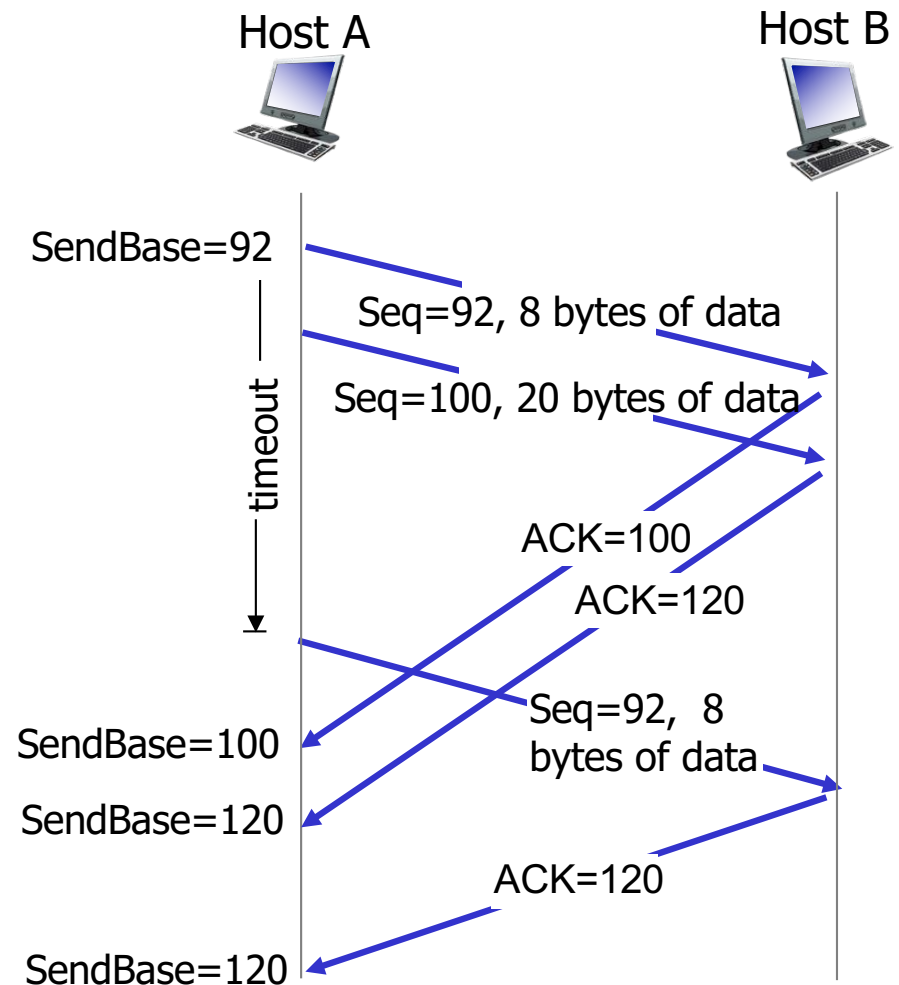 Host A
Host B
SendBase=92
Seq=92, 8 bytes of data
Seq=100, 20 bytes of data
timeout
ACK=100
ACK=120
Seq=92, 8
bytes of data
SendBase=100
SendBase=120
ACK=120
SendBase=120